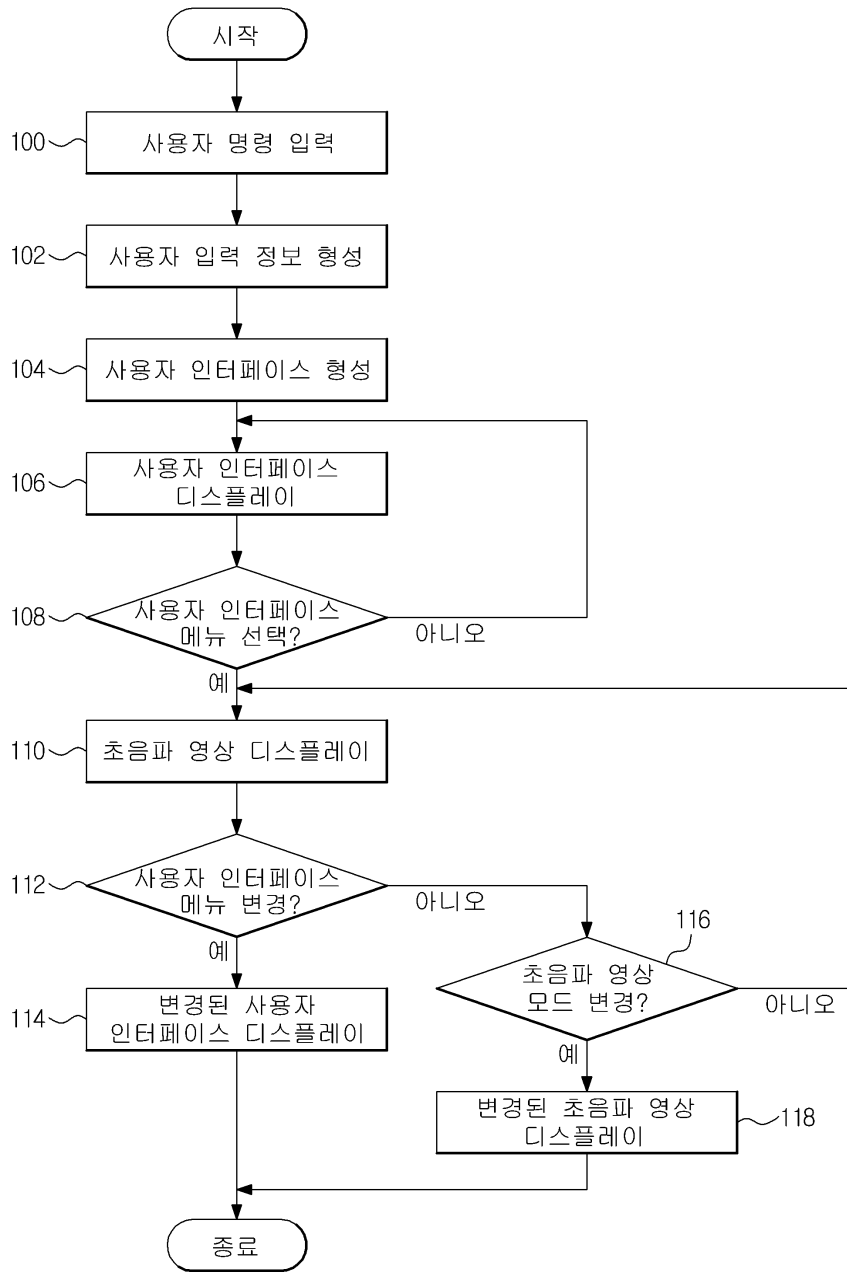 시작
100
사용자 명령 입력
102
사용자 입력 정보 형성
104
사용자 인터페이스 형성
106
사용자 인터페이스
디스플레이
108
사용자 인터페이스
메뉴 선택?
아니오
예
110
초음파 영상 디스플레이
112
사용자 인터페이스
메뉴 변경?
아니오
예
116
초음파 영상
모드 변경?
아니오
예
114
변경된 사용자
인터페이스 디스플레이
변경된 초음파 영상
디스플레이
118
종료